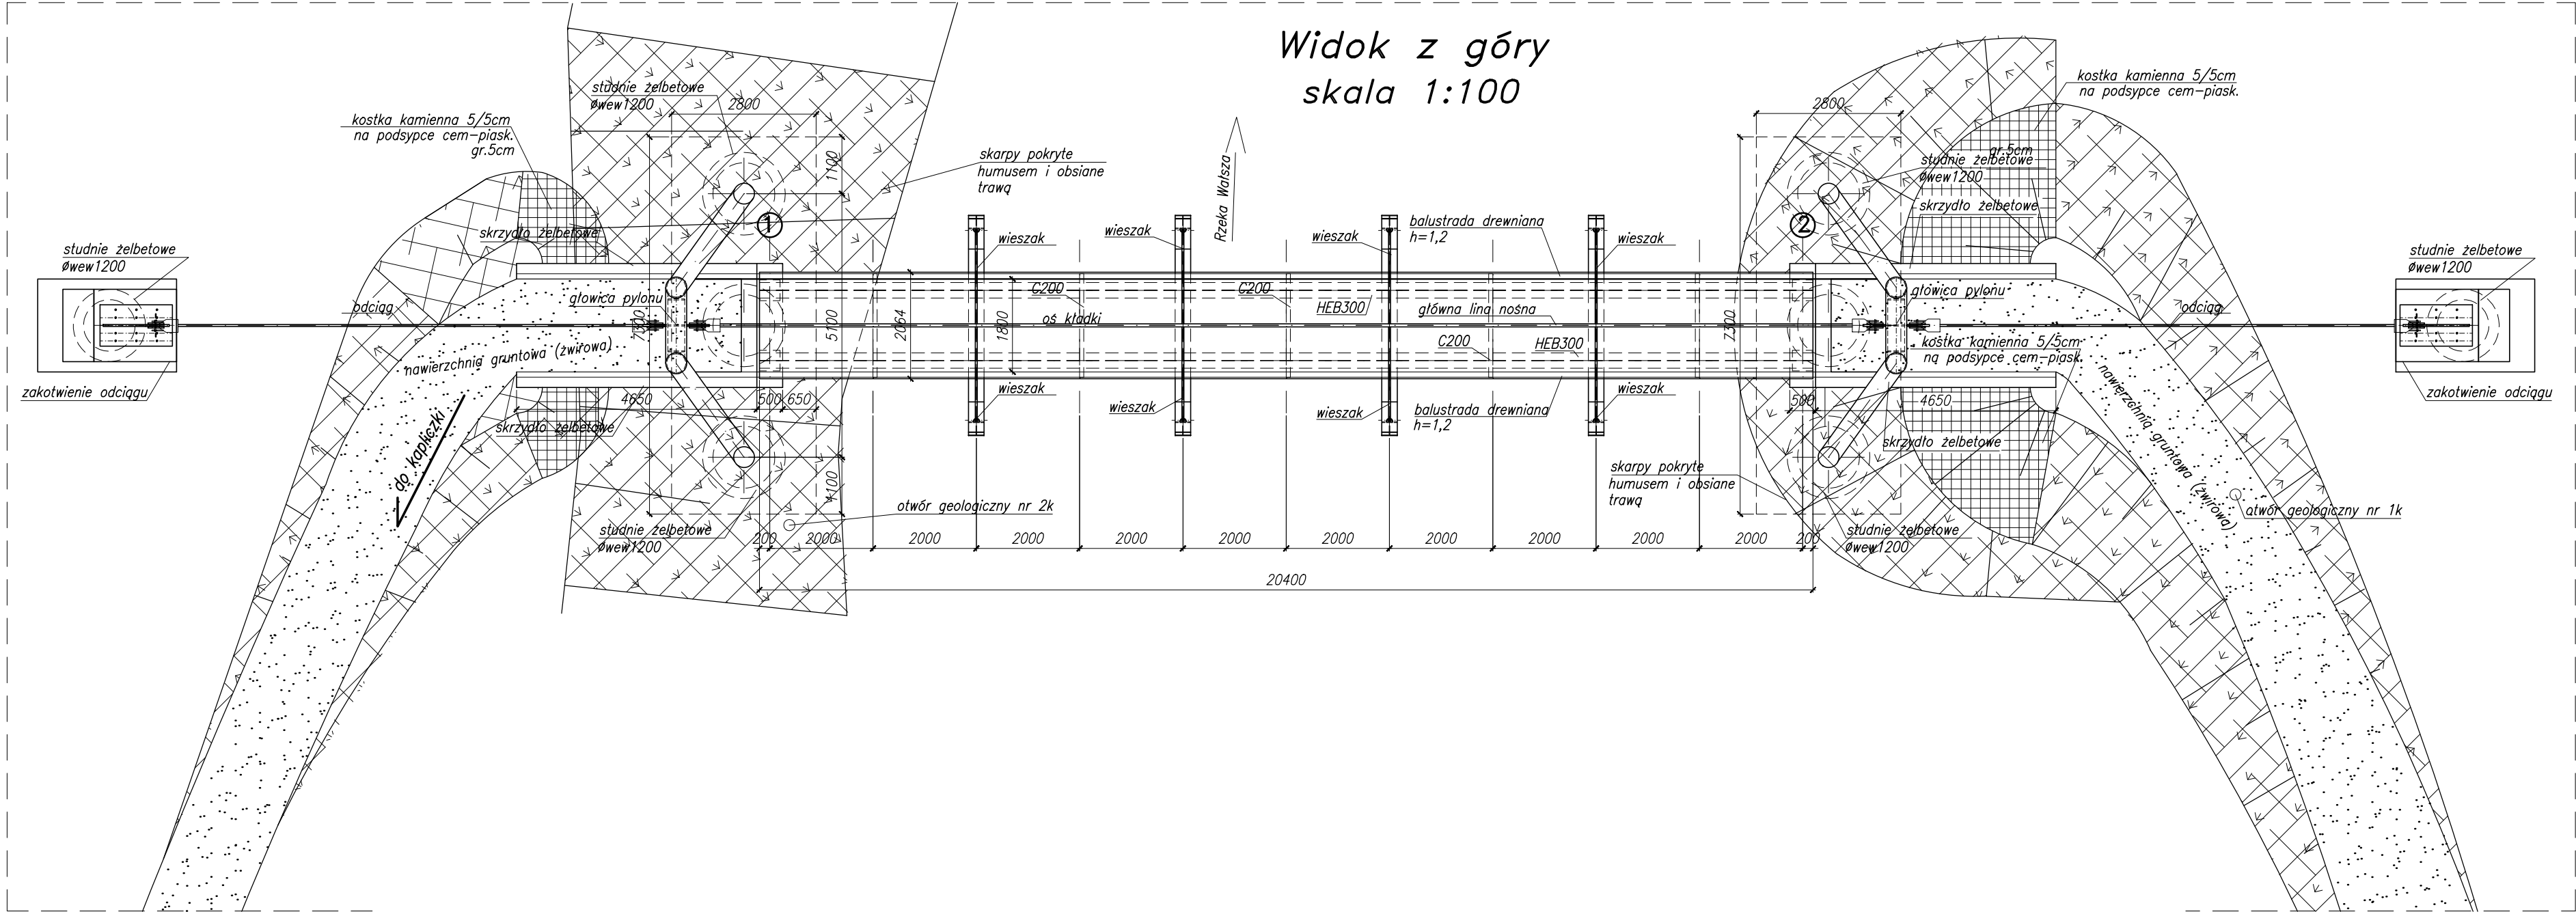 Widok z góry
skala 1:100
studnie żelbetowe
øwew1200
2800
kostka kamienna 5/5cm
na podsypce cem-piask.
gr.5cm
1100
skarpy pokryte
humusem i obsiane
trawą
Rzeka Wałsza
1
skrzydło żelbetowe
studnie żelbetowe
øwew1200
odciąg
głowica pylonu
7300
5100
2064
1800
nawierzchnia gruntowa (żwirowa)
zakotwienie odciągu
do kapliczki
4650
500
650
skrzydło żelbetowe
1100
studnie żelbetowe
øwew1200
otwór geologiczny nr 2k
wieszak
wieszak
wieszak
wieszak
balustrada drewniana
h=1,2
C200
C200
HEB300
oś kładki
główna lina nośna
C200
HEB300
wieszak
wieszak
wieszak
wieszak
balustrada drewniana
h=1,2
200
2000
2000
2000
2000
2000
2000
2000
2000
2000
2000
200
20400
2800
kostka kamienna 5/5cm
na podsypce cem-piask.
gr.5cm
studnie żelbetowe
øwew1200
skrzydło żelbetowe
2
głowica pylonu
7300
odciąg
kostka kamienna 5/5cm
na podsypce cem-piask.
500
4650
skrzydło żelbetowe
skarpy pokryte
humusem i obsiane
trawą
studnie żelbetowe
øwew1200
nawierzchnia gruntowa (żwirowa)
otwór geologiczny nr 1k
studnie żelbetowe
øwew1200
zakotwienie odciągu